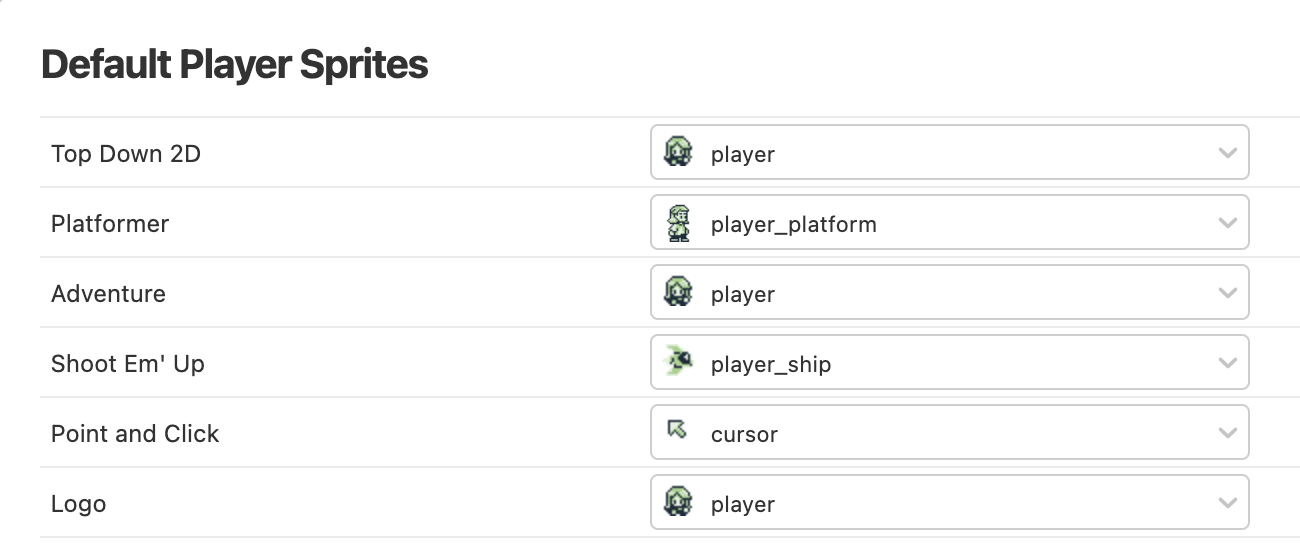 Default Player Sprites
Top Down 2D player
Platformer player_platform
Adventure player
Shoot Em' Up player_ship
Point and Click cursor
Logo player